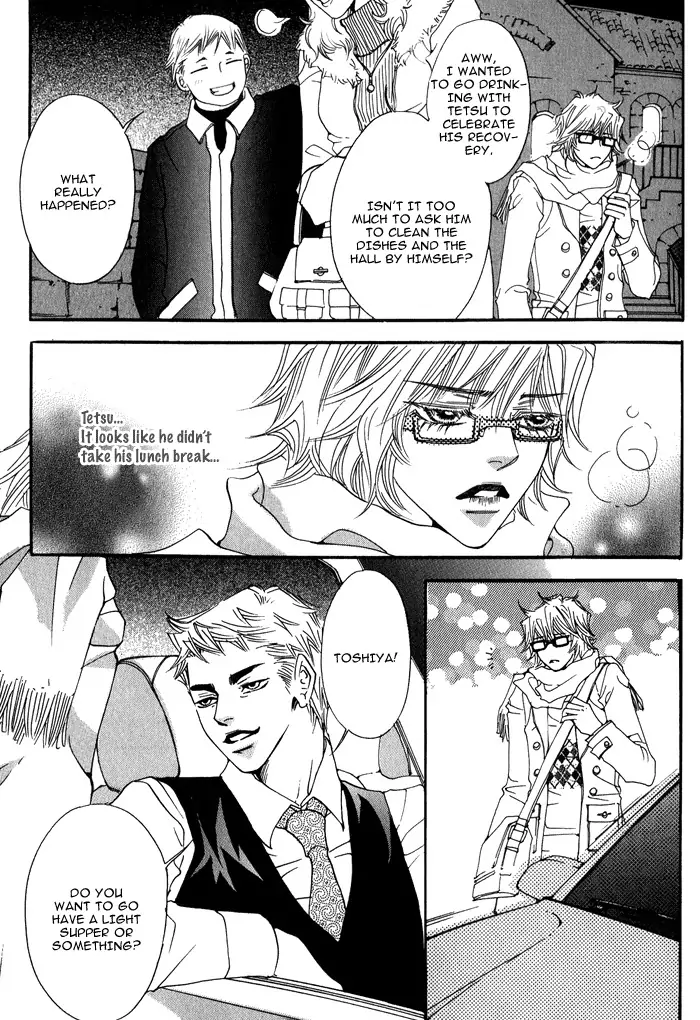 AWW,
I WANTED
TO GO DRINK-
ING WITH
TETSU TO
CELEBRATE
HIS RECOV-
ERY.
ISN'T IT TOO
MUCH TO ASK HIM
TO CLEAN THE
DISHES AND THE
HALL BY HIMSELF?
WHAT
REALLY
HAPPENED?
Tetsu...
It looks like he didn't
take his lunch break...
TOSHIYA!
DO YOU
WANT TO GO
HAVE A LIGHT
SUPPER OR
SOMETHING?